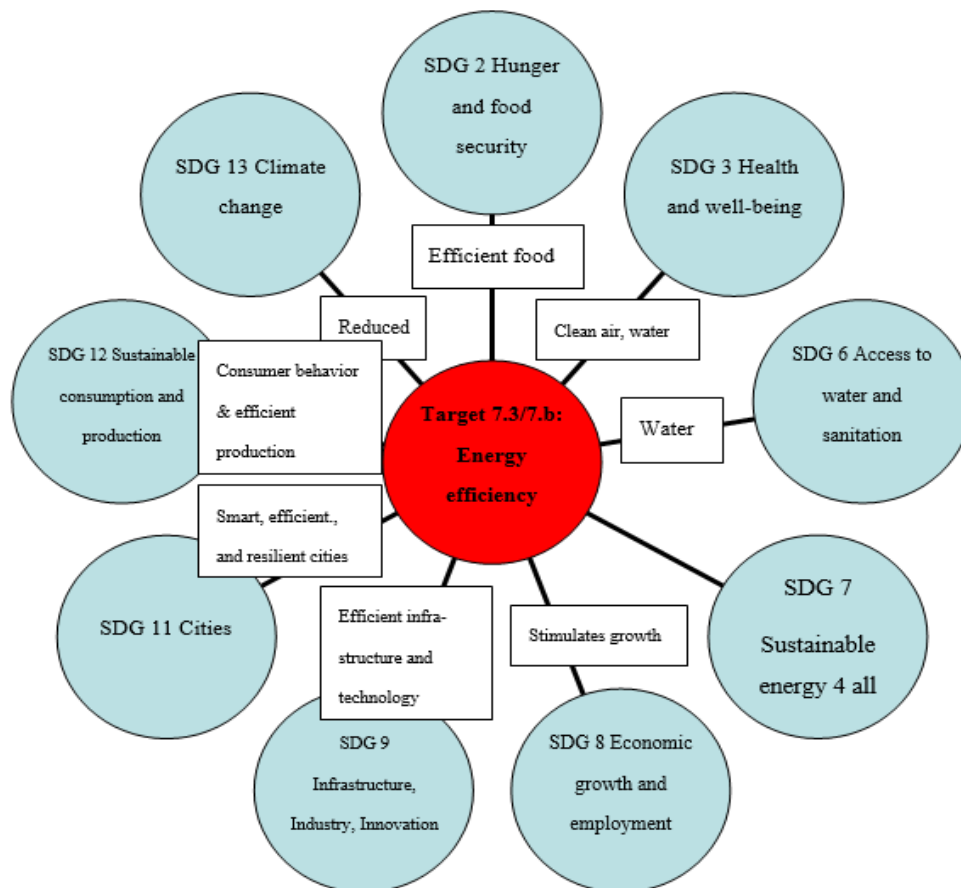 SDG 2 Hunger
and food
security
SDG 13 Climate
change
SDG 3 Health
and well-being
Efficient food
Reduced
Clean air, water
SDG 12 Sustainable
consumption and
production
Consumer behavior
& efficient
production
Target 7.3/7.b:
Energy
efficiency
Water
SDG 6 Access to
water and
sanitation
Smart, efficient.,
and resilient cities
SDG 11 Cities
Efficient infra-
structure and
technology
Stimulates growth
SDG 7
Sustainable
energy 4 all
SDG 9
Infrastructure,
Industry, Innovation
SDG 8 Economic
growth and
employment